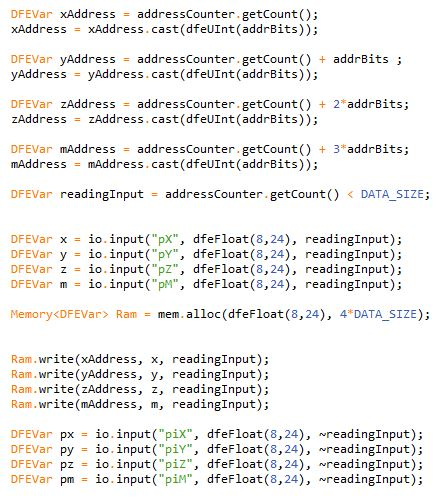 DFEVar xAddress = addressCounter.getCount();
xAddress = xAddress.cast(dfeUInt(addrBits));
DFEVar yAddress = addressCounter.getCount() + addrBits ;
yAddress = yAddress.cast(dfeUInt(addrBits));
DFEVar zAddress = addressCounter.getCount() + 2*addrBits;
zAddress = zAddress.cast(dfeUInt(addrBits));
DFEVar mAddress = addressCounter.getCount() + 3*addrBits;
mAddress = mAddress.cast(dfeUInt(addrBits));
DFEVar readingInput = addressCounter.getCount() < DATA_SIZE;
DFEVar x = io.input("pX", dfeFloat(8,24), readingInput);
DFEVar y = io.input("pY", dfeFloat(8,24), readingInput);
DFEVar z = io.input("pZ", dfeFloat(8,24), readingInput);
DFEVar m = io.input("pM", dfeFloat(8,24), readingInput);
Memory<DFEVar> Ram = mem.alloc(dfeFloat(8,24), 4*DATA_SIZE);
Ram.write(xAddress, x, readingInput);
Ram.write(yAddress, y, readingInput);
Ram.write(zAddress, z, readingInput);
Ram.write(mAddress, m, readingInput);
DFEVar px = io.input("piX", dfeFloat(8,24), ~readingInput);
DFEVar py = io.input("piY", dfeFloat(8,24), ~readingInput);
DFEVar pz = io.input("piZ", dfeFloat(8,24), ~readingInput);
DFEVar pm = io.input("piM", dfeFloat(8,24), ~readingInput);